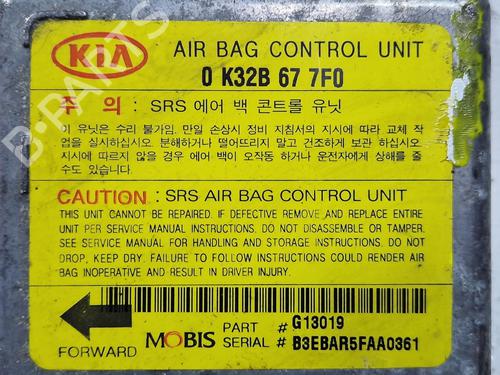 KIA AIR BAG CONTROL UNIT
0 K32B 67 7F0
주 의 : SRS 에어 백 콘트롤 유닛
이 유닛은 수리 불가임. 만일 손상시 정비 지침서의 지시에 따라 교체 작
업을 실시하십시오. 분해하거나 떨어뜨리지 말고 건조하게 보관 하십시오.
지시에 따르지 않을 경우 에어 백이 오작동 하거나 운전자에게 상해를 줄
수도 있습니다.
CAUTION : SRS AIR BAG CONTROL UNIT
THIS UNIT CANNOT BE REPAIRED. IF DEFECTIVE REMOVE AND REPLACE ENTIRE
UNIT PER SERVICE MANUAL INSTRUCTIONS. DO NOT DISASSEMBLE OR TAMPER.
SEE SERVICE MANUAL FOR HANDLING AND STORAGE INSTRUCTIONS. DO NOT
DROP, KEEP DRY. FAILURE TO FOLLOW INSTRUCTIONS COULD RENDER AIR
BAG INOPERATIVE AND RESULT IN DRIVER INJURY.
PART # G13019
FORWARD MOBIS SERIAL # B3EBAR5FAA0361
B-PARTS